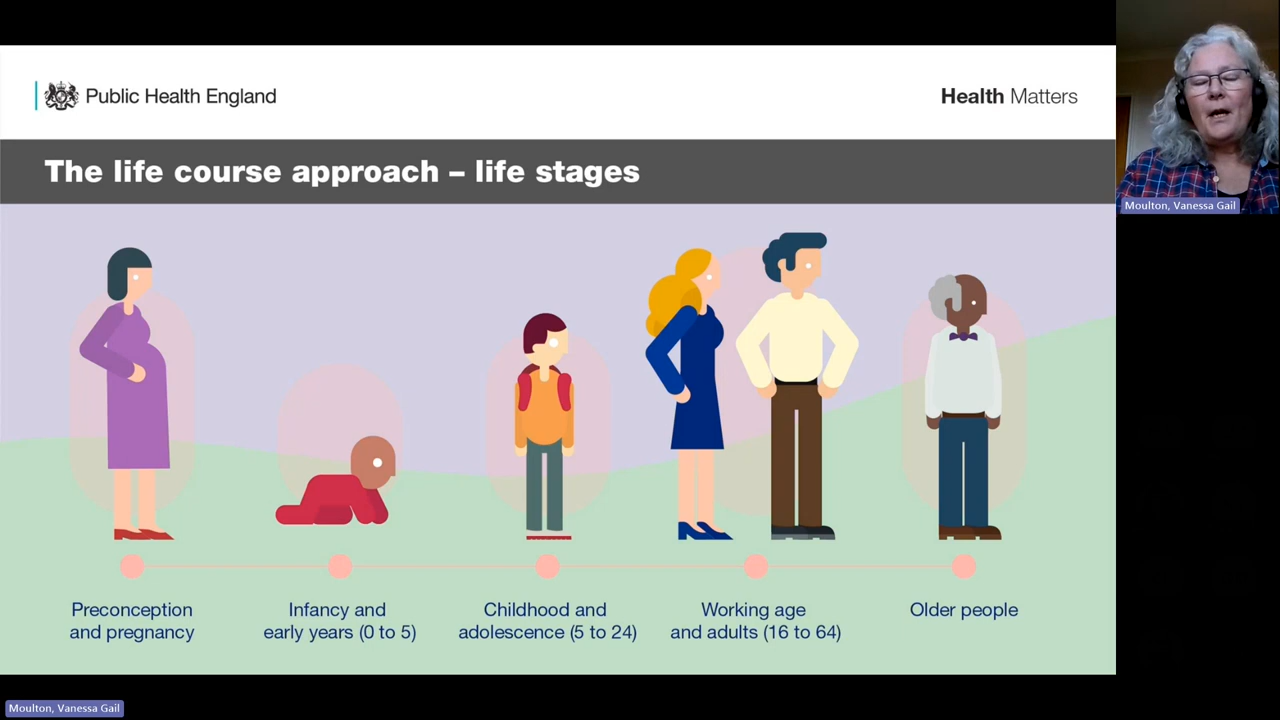 Public Health England
Health Matters
The life course approach – life stages
Preconception
and pregnancy
Infancy and
early years (0 to 5)
Childhood and
adolescence (5 to 24)
Working age
and adults (16 to 64)
Older people
Moulton, Vanessa Gail
Moulton, Vanessa Gail